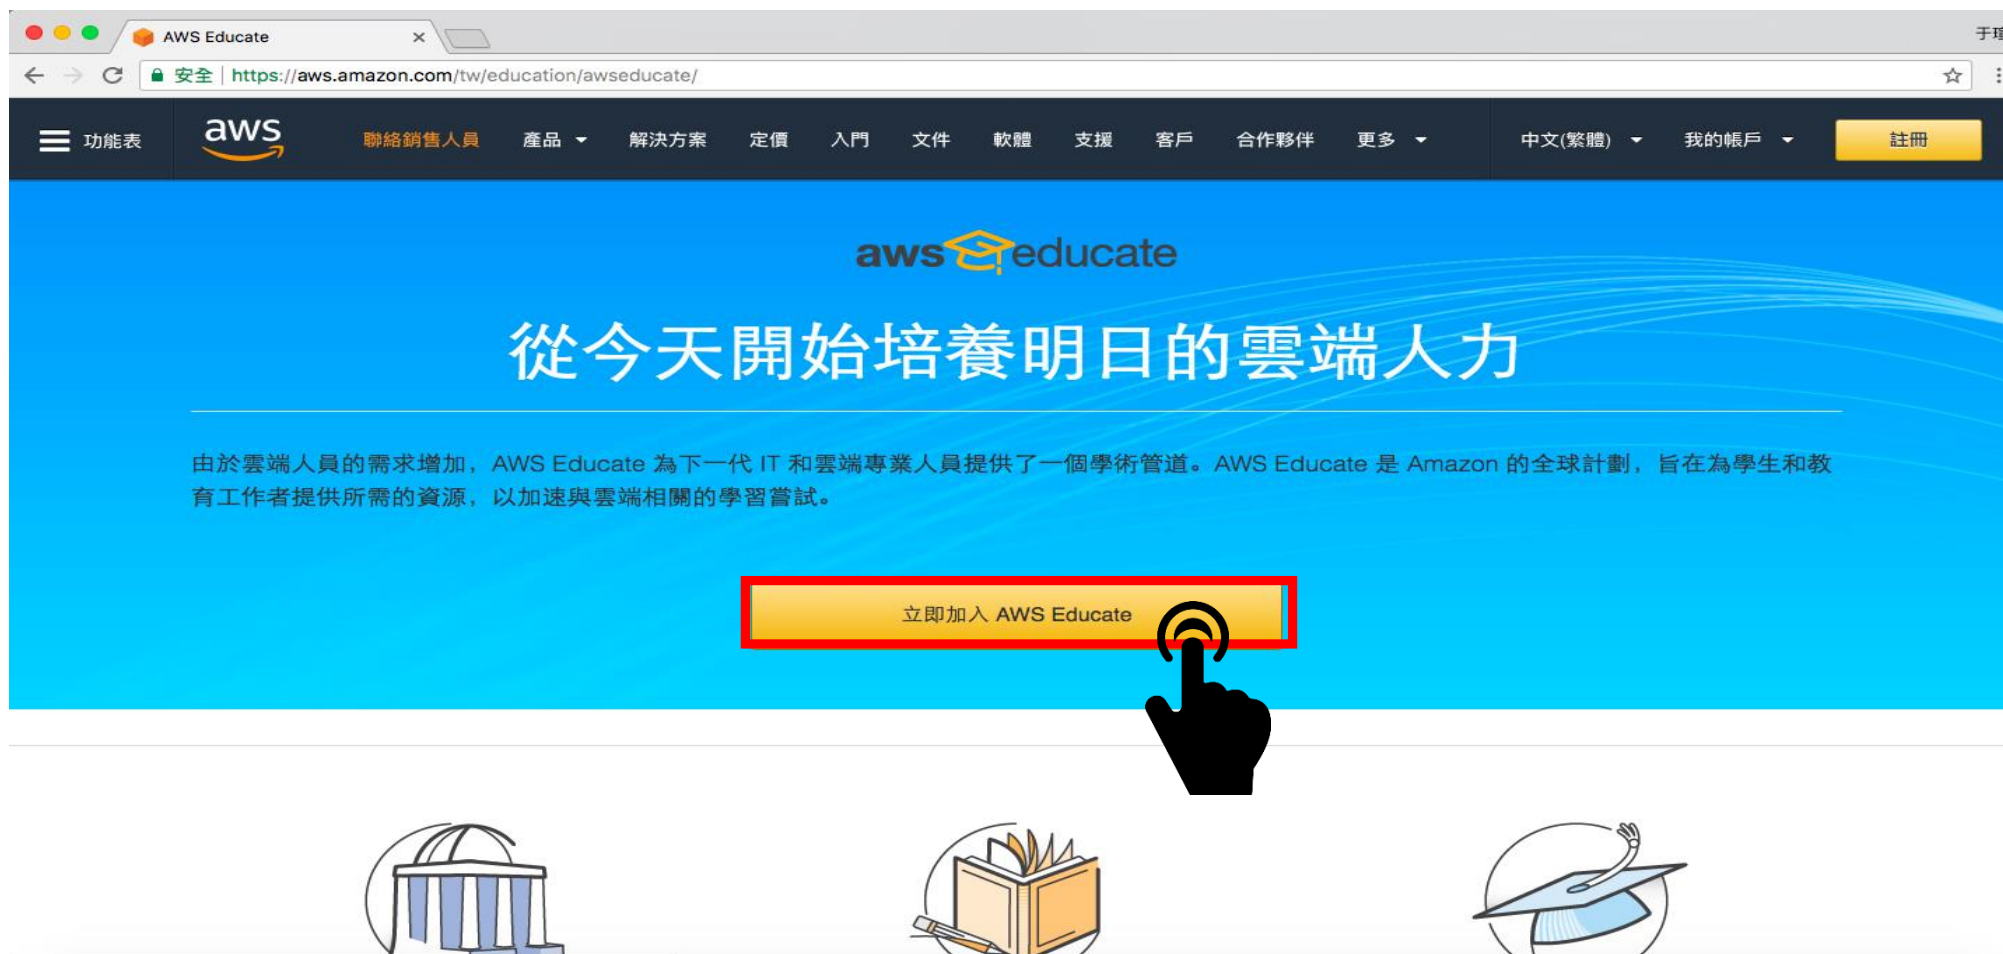 AWS Educate
于瑄
安全 | https://aws.amazon.com/tw/education/awseducate/
功能表 aws 聯絡銷售人員 產品 解決方案 定價 入門 文件 軟體 支援 客戶 合作夥伴 更多 中文(繁體) 我的帳戶 註冊
aws educate
從今天開始培養明日的雲端人力
由於雲端人員的需求增加，AWS Educate 為下一代 IT 和雲端專業人員提供了一個學術管道。AWS Educate 是 Amazon 的全球計劃，旨在為學生和教
育工作者提供所需的資源，以加速與雲端相關的學習嘗試。
立即加入 AWS Educate